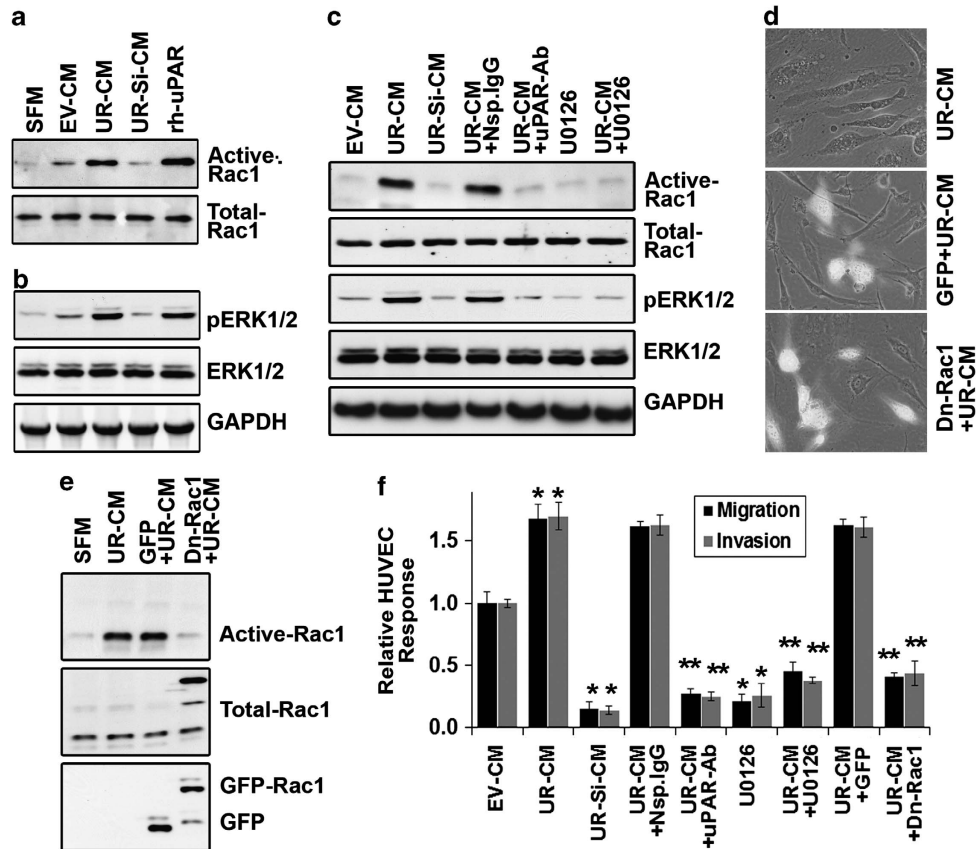 a
SFM
EV-CM
UR-CM
UR-Si-CM
rh-uPAR
Active-.
Rac1
Total-
Rac1
b
pERK1/2
ERK1/2
GAPDH
c
EV-CM
UR-CM
UR-Si-CM
UR-CM
+Nsp.IgG
UR-CM
+uPAR-Ab
U0126
UR-CM
+U0126
Active-
Rac1
Total-
Rac1
pERK1/2
ERK1/2
GAPDH
d
UR-CM
GFP+UR-CM
Dn-Rac1
+UR-CM
e
SFM
UR-CM
GFP
+UR-CM
Dn-Rac1
+UR-CM
Active-Rac1
Total-Rac1
GFP-Rac1
GFP
f
Relative HUVEC
Response
1.5
1.0
0.5
0.0
Migration
Invasion
* *
* *
** **
* *
** **
** **
EV-CM
UR-CM
UR-Si-CM
UR-CM
+Nsp.IgG
UR-CM
+uPAR-Ab
U0126
UR-CM
+U0126
UR-CM
+GFP
UR-CM
+Dn-Rac1